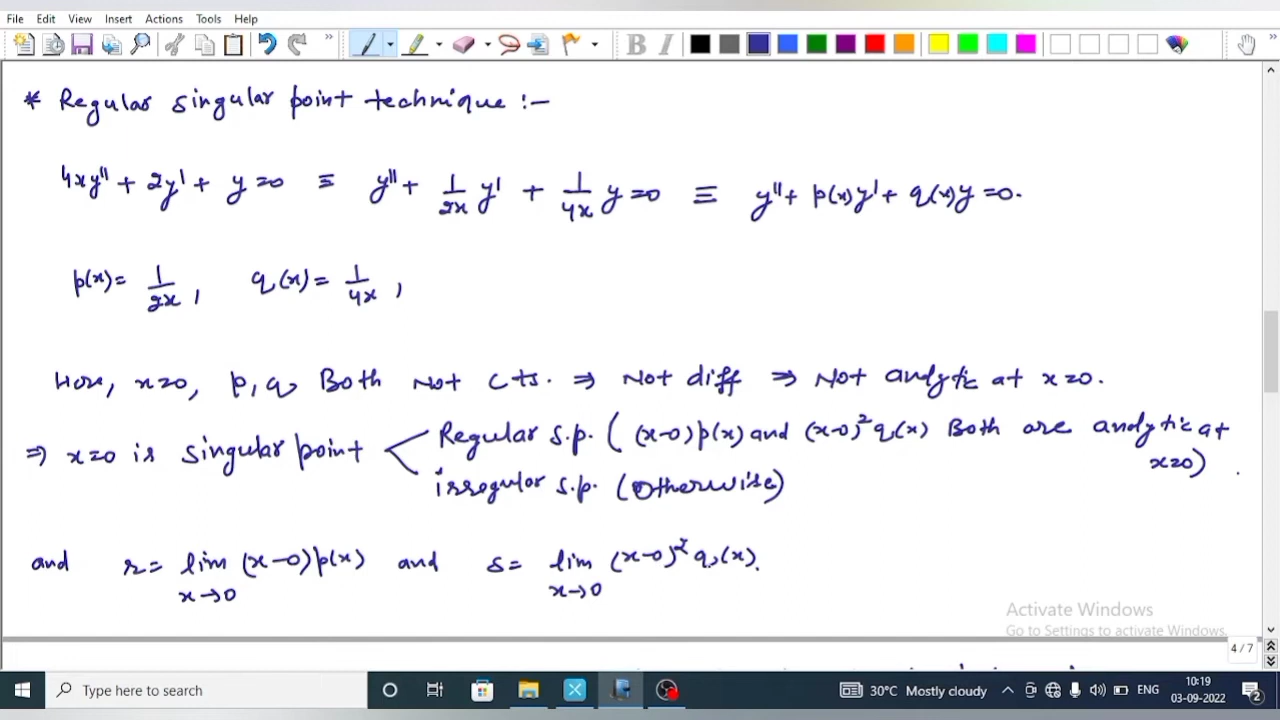 File Edit View Insert Actions Tools Help
* Regular singular point technique :-
4xy'' + 2y' + y = 0 ≡ y'' + 1/2x y' + 1/4x y = 0 ≡ y'' + p(x)y' + q(x)y = 0.
p(x) = 1/2x , q(x) = 1/4x ,
Here, x=0, p,q Both Not cts. ⇒ Not diff ⇒ Not analytic at x=0.
⇒ x=0 is singular point
Regular s.p. ( (x-0)p(x) and (x-0)² q(x) Both are analytic at x=0)
irregular s.p. (Otherwise)
and r = lim x→0 (x-0)p(x) and s = lim x→0 (x-0)² q(x).
Activate Windows
Go to Settings to activate Windows.
4 / 7
Type here to search
30°C Mostly cloudy
ENG
10:19
03-09-2022
2